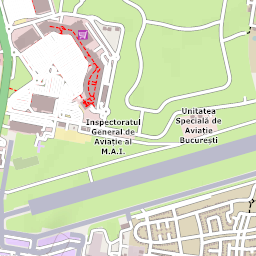 Inspectoratul
General de
Aviație al
M.A.I.
Unitatea
Specială de
Aviație
București